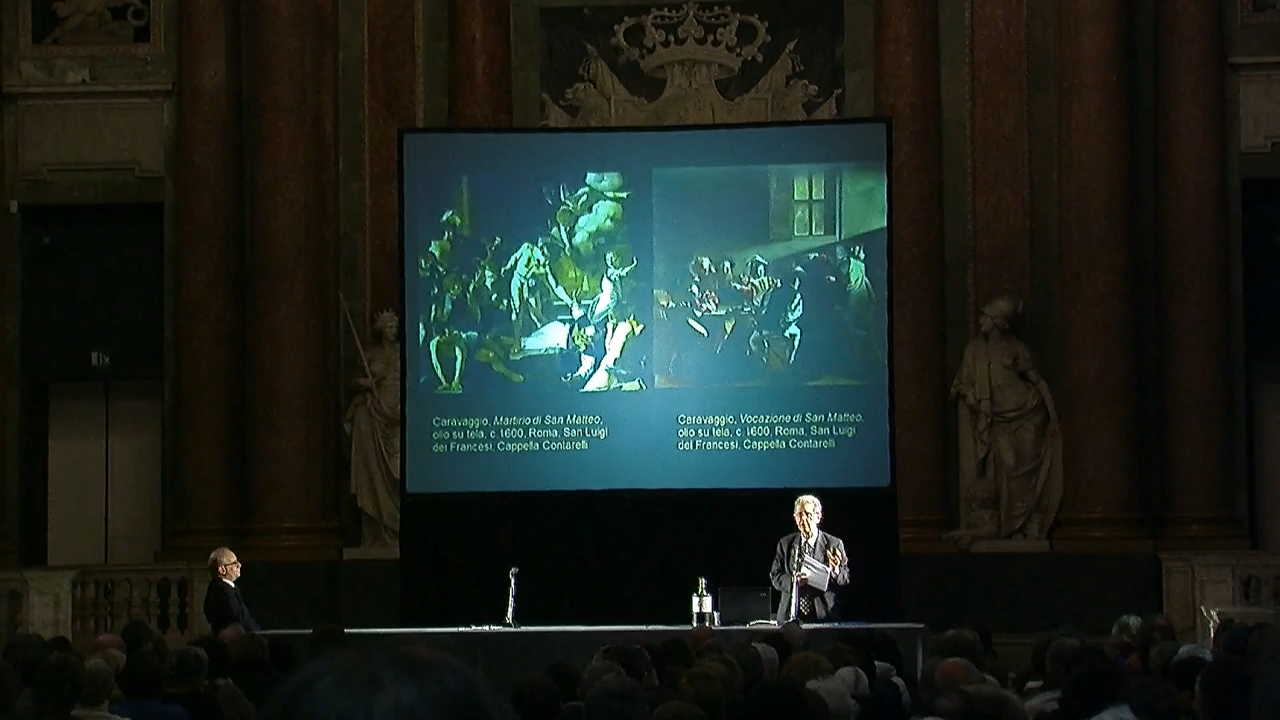 Caravaggio, Martirio di San Matteo,
olio su tela, c 1600, Roma, San Luigi
dei Francesi, Cappella Contarelli
Caravaggio, Vocazione di San Matteo,
olio su tela, c 1600, Roma, San Luigi
dei Francesi, Cappella Contarelli